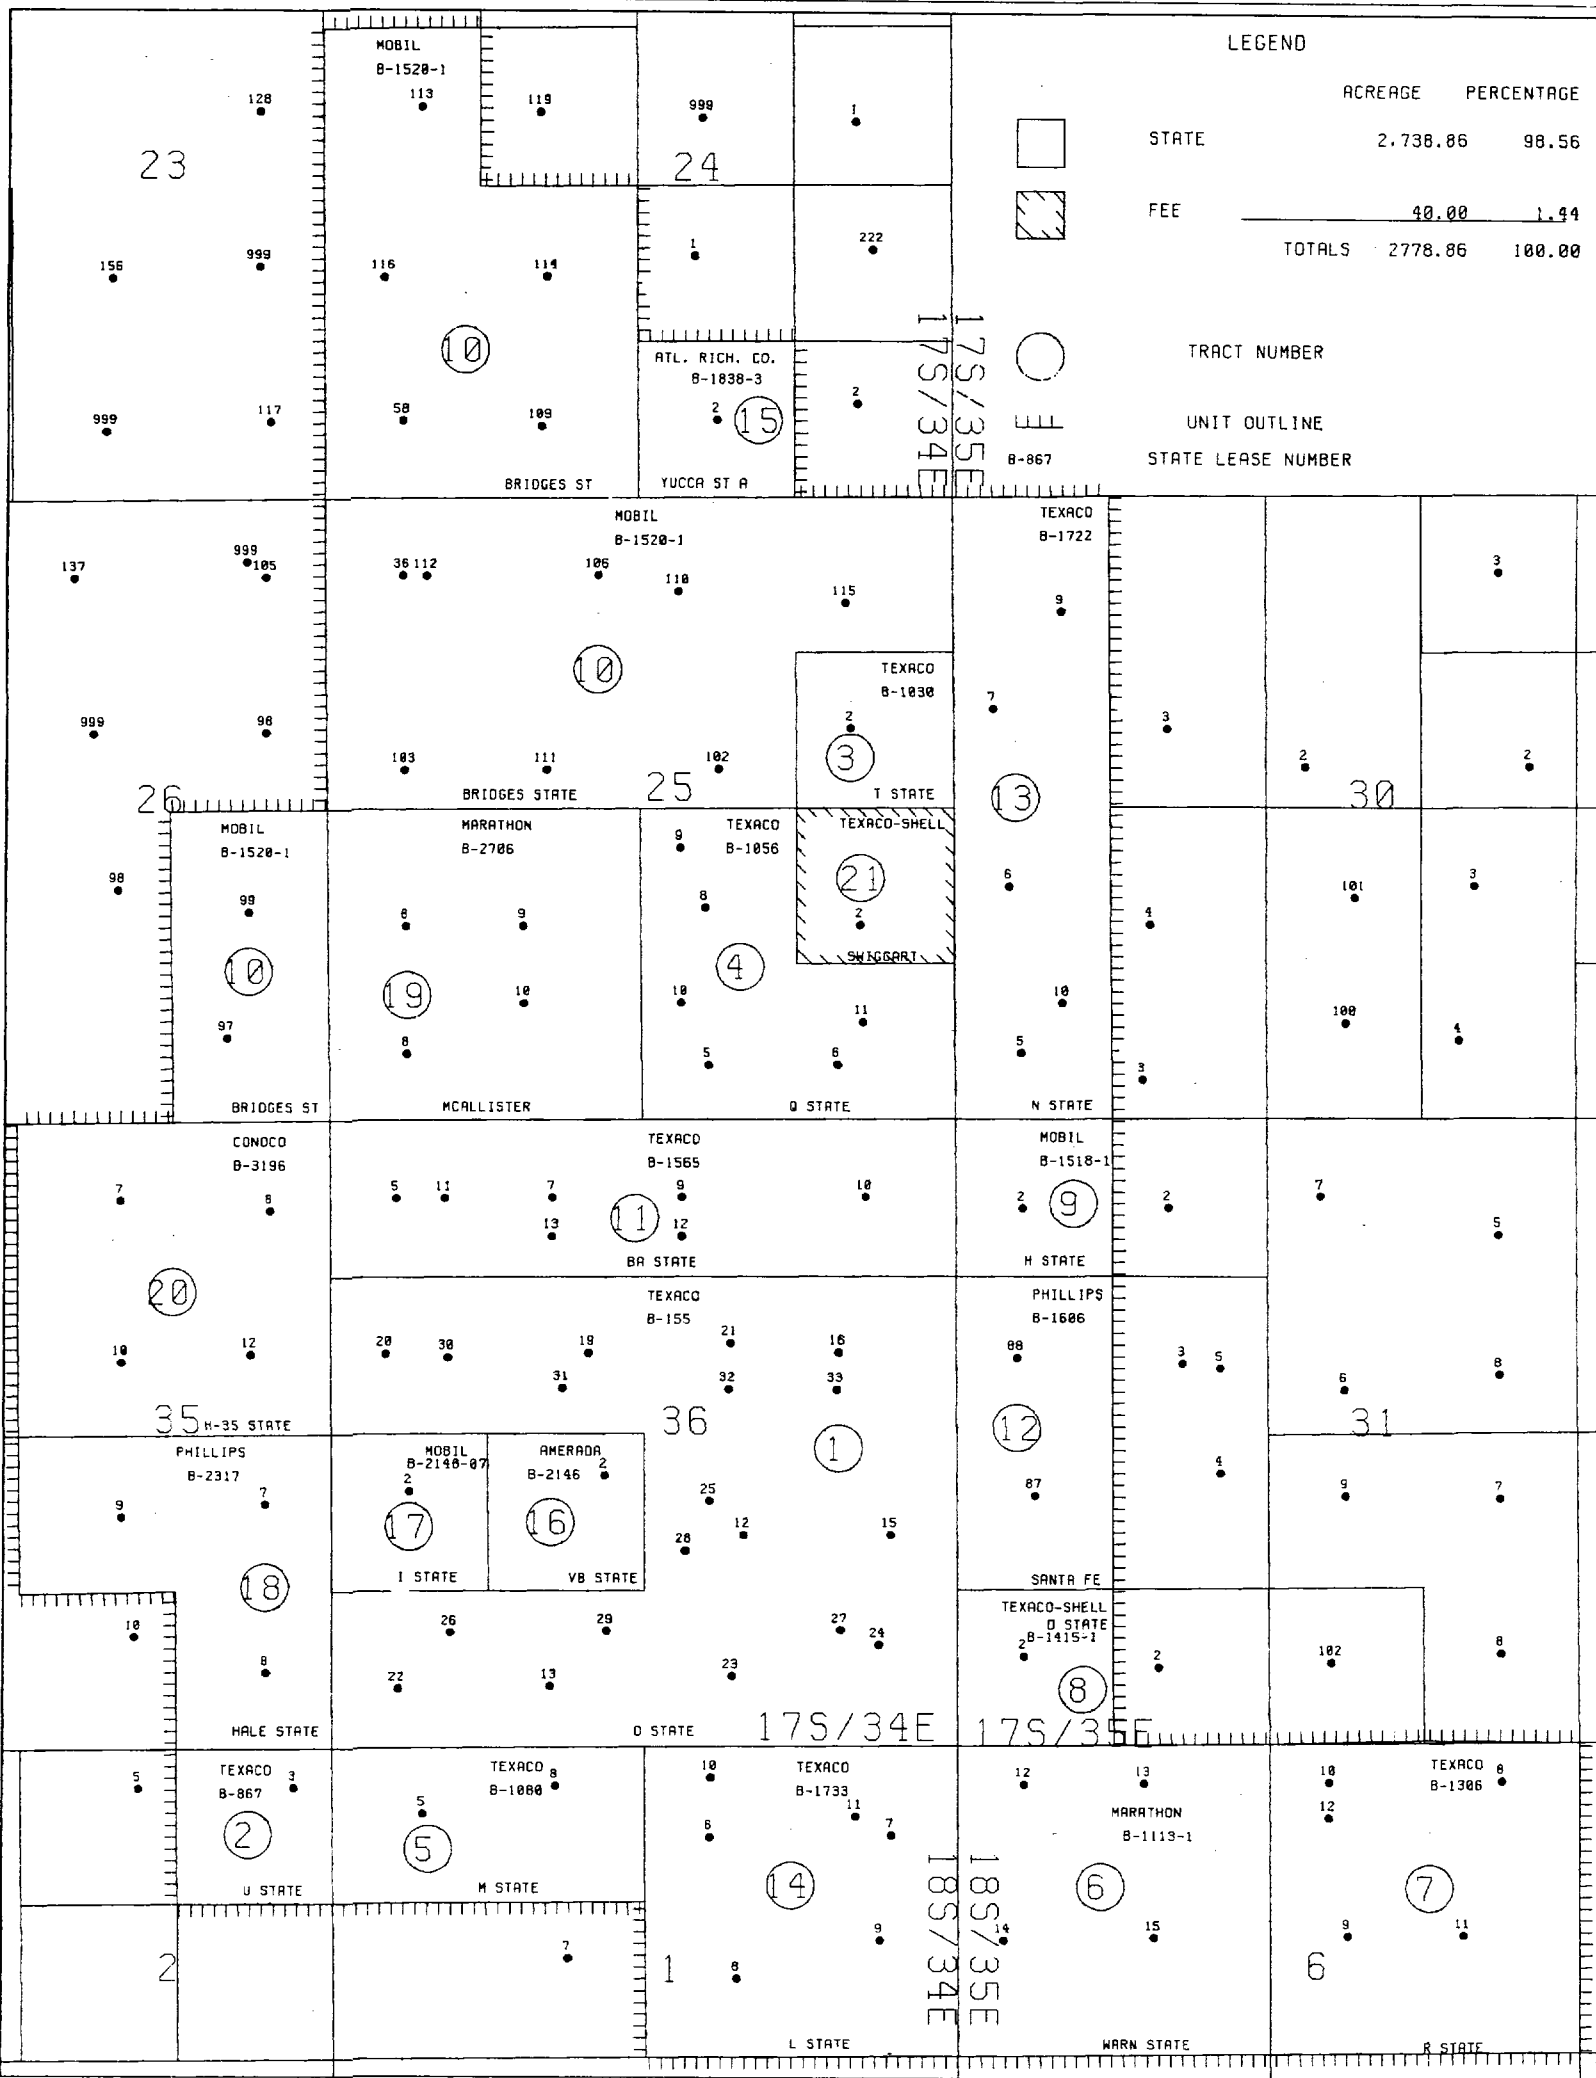 LEGEND
ACREAGE PERCENTAGE
STATE 2,738.86 98.56
FEE 40.00 1.44
TOTALS 2778.86 100.00
TRACT NUMBER
UNIT OUTLINE
B-867 STATE LEASE NUMBER
17S/34E
17S/35E
MOBIL
B-1520-1
128
113
119
999
1
23
24
156
999
116
114
1
222
10
ATL. RICH. CO.
B-1838-3
999
117
58
109
2
15
2
BRIDGES ST
YUCCA ST A
MOBIL
B-1520-1
TEXACO
B-1722
137
999
105
36 112
106
110
115
9
3
10
TEXACO
B-1030
999
96
2
7
3
2
2
103
111
102
3
13
30
26
BRIDGES STATE
25
T STATE
MOBIL
B-1520-1
MARATHON
B-2706
TEXACO
B-1056
TEXACO-SHELL
9
21
98
99
6
9
8
2
6
4
101
3
SWIGGART
10
19
4
97
10
8
10
11
5
6
10
5
100
4
3
BRIDGES ST
MCALLISTER
Q STATE
N STATE
CONOCO
B-3196
TEXACO
B-1565
MOBIL
B-1518-1
7
8
5
11
7
9
10
2
9
2
7
13
11
12
5
BA STATE
H STATE
20
TEXACO
B-155
PHILLIPS
B-1606
10
12
20
30
19
21
16
88
3
5
31
32
33
6
8
35
H-35 STATE
36
1
12
31
PHILLIPS
B-2317
MOBIL
B-2148-07
AMERADA
B-2146
2
2
9
7
25
87
4
9
7
17
16
28
12
15
18
I STATE
VB STATE
SANTA FE
TEXACO-SHELL
O STATE
B-1415-1
10
26
29
27
24
2
2
102
8
8
22
13
23
8
HALE STATE
O STATE
17S/34E
17S/35E
5
TEXACO
B-867
3
TEXACO
B-1080
8
10
TEXACO
B-1733
12
13
10
TEXACO
B-1306
8
5
6
11
7
12
MARATHON
B-1113-1
2
5
14
6
7
U STATE
M STATE
18S/34E
18S/35E
7
9
14
15
9
11
2
1
6
L STATE
WARN STATE
R STATE